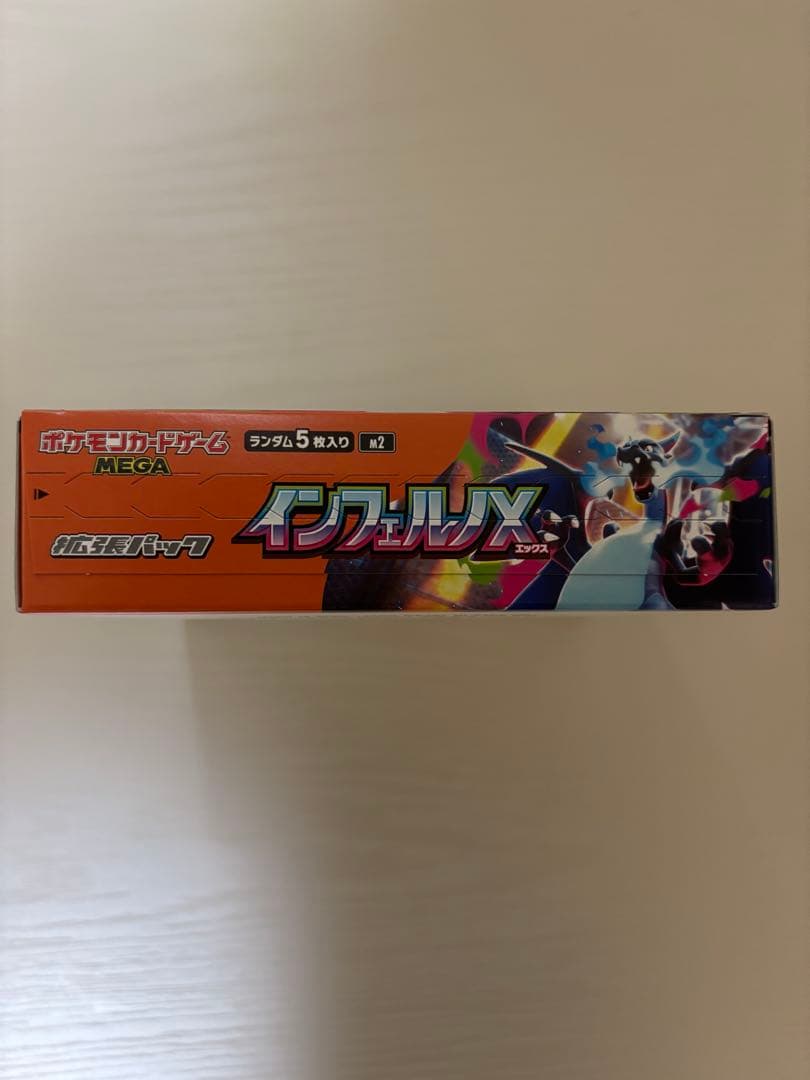 ポケモンカードゲーム
MEGA
ランダム5枚入り
M2
拡張パック
インフェルノX
エックス